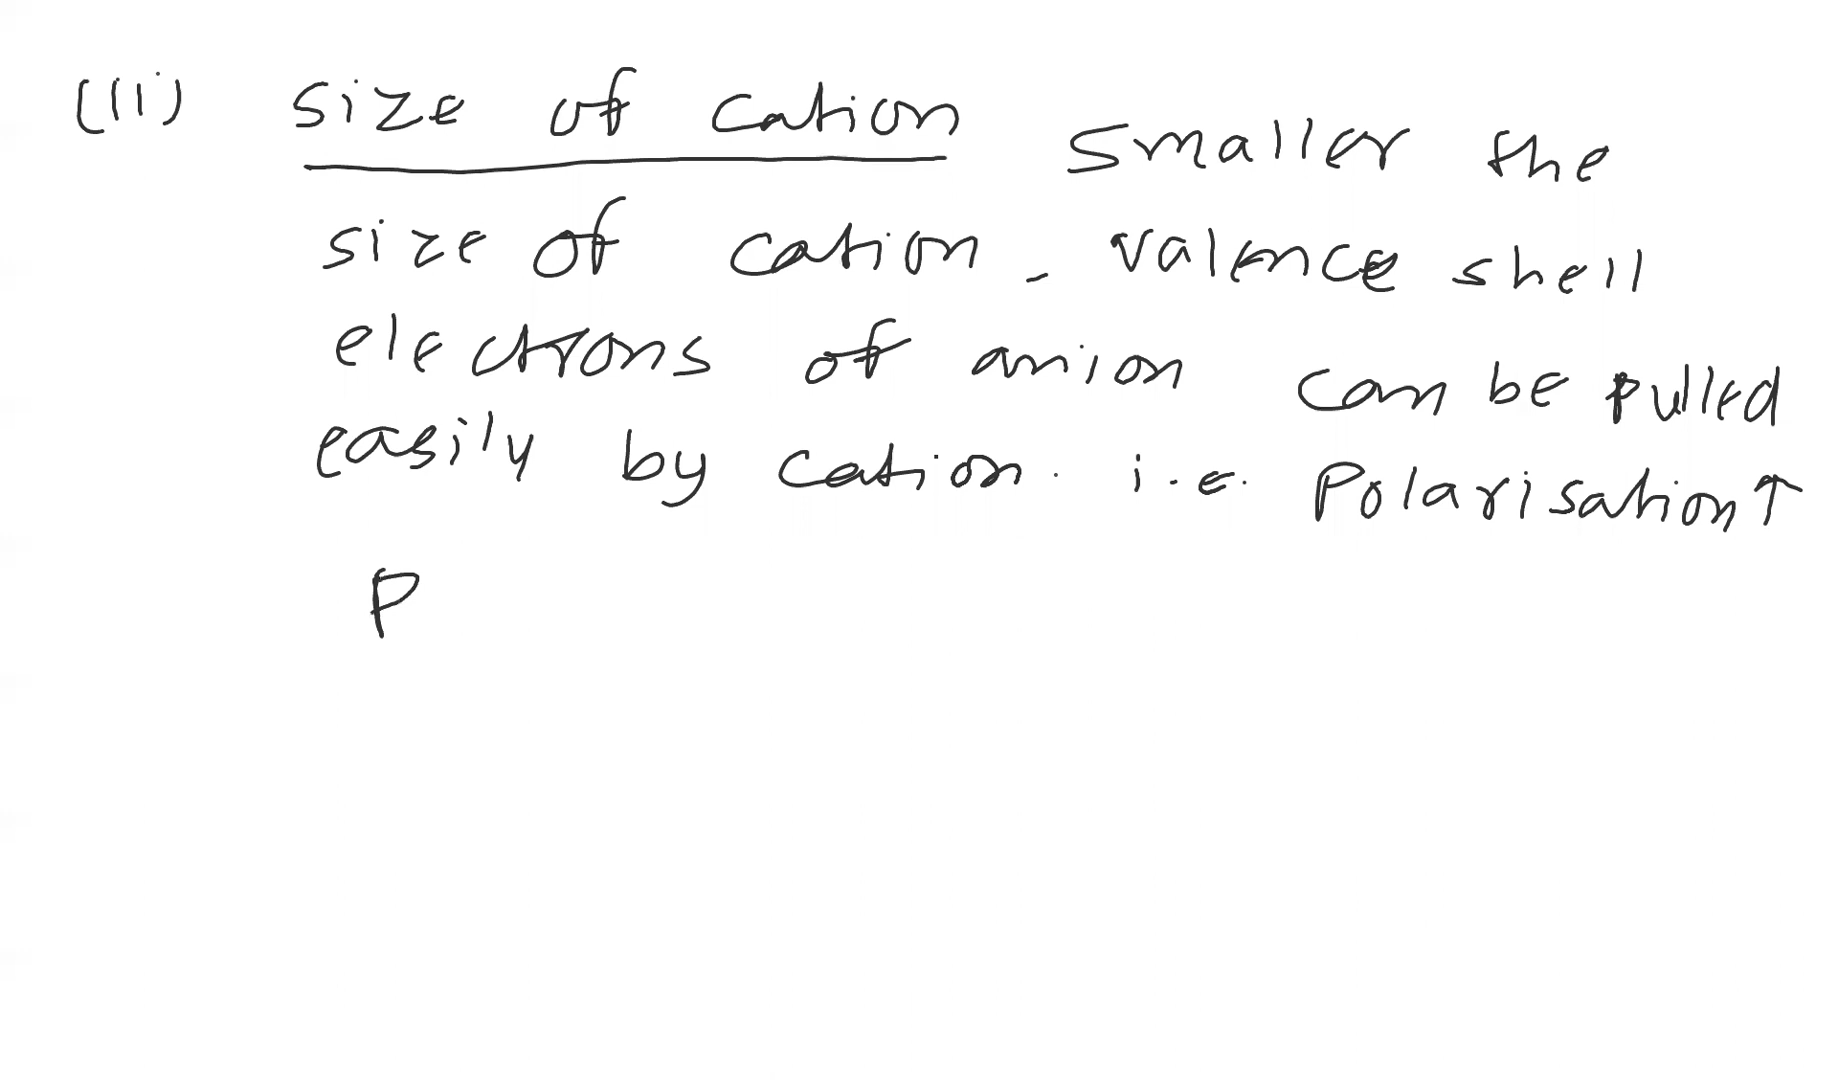 (ii) size of cation smaller the
size of cation, valence shell
electrons of anion can be pulled
easily by cation. i.e. Polarisation↑
P